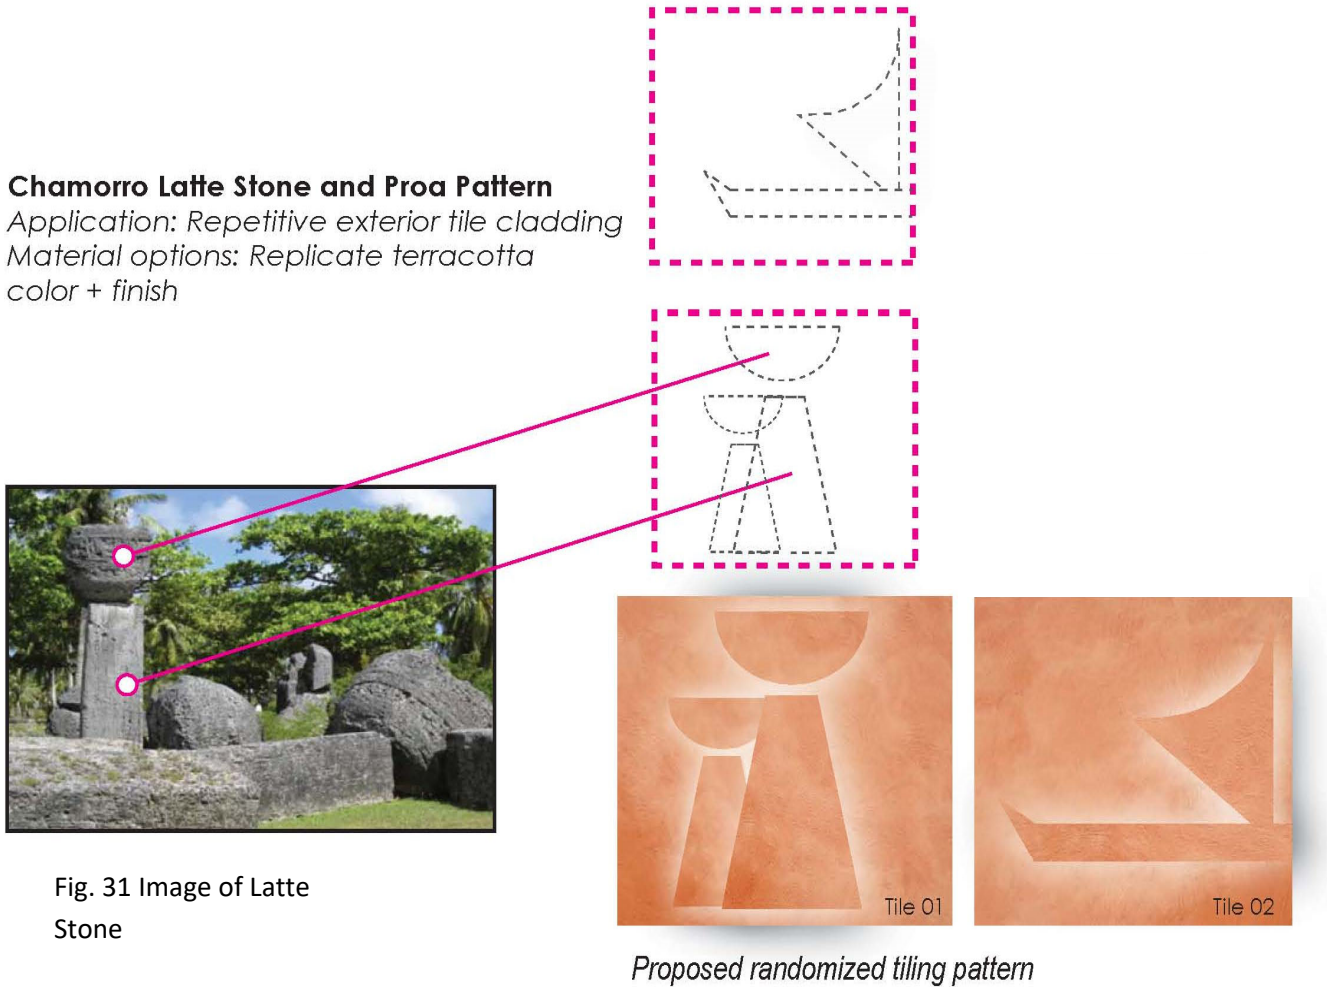 Chamorro Latte Stone and Proa Pattern
Application: Repetitive exterior tile cladding
Material options: Replicate terracotta
color + finish
Fig. 31 Image of Latte
Stone
Tile 01
Tile 02
Proposed randomized tiling pattern